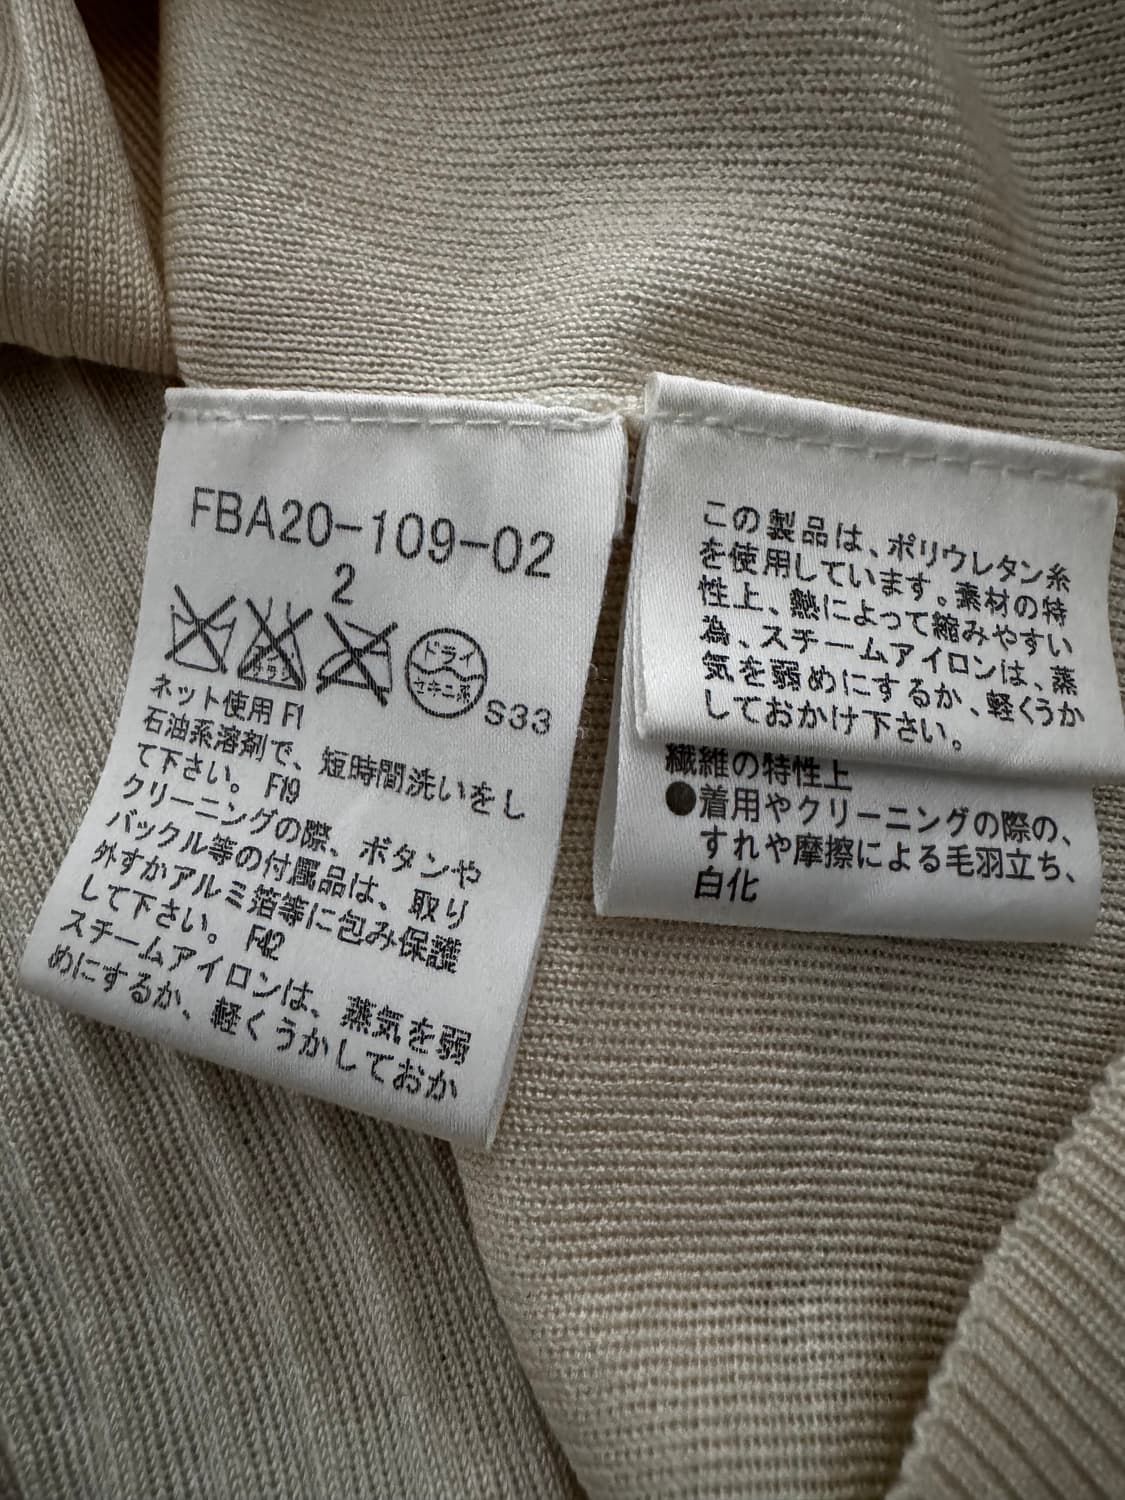 FBA20-109-02
2
エンソ
サラシ
ドライ
セキユ系
S33
ネット使用 F1
石油系溶剤で、短時間洗いをし
て下さい。 F19
クリーニングの際、ボタンや
バックル等の付属品は、取り
外すかアルミ箔等に包み保護
して下さい。 F42
スチームアイロンは、蒸気を弱
めにするか、軽くうかしておか
この製品は、ポリウレタン糸
を使用しています。素材の特
性上、熱によって縮みやすい
為、スチームアイロンは、蒸
気を弱めにするか、軽くうか
しておかけ下さい。
繊維の特性上
●着用やクリーニングの際の、
すれや摩擦による毛羽立ち、
白化